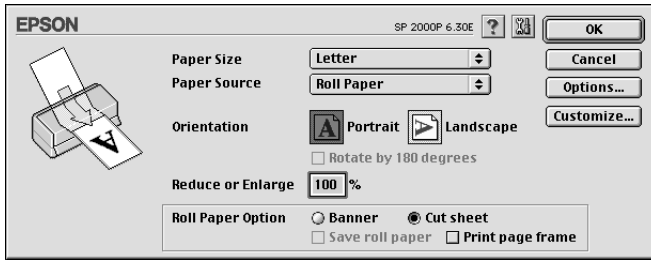 EPSON SP 2000P 6.30E ? OK
Paper Size Letter Cancel
Paper Source Roll Paper Options...
Customize...
Orientation A Portrait A Landscape
Rotate by 180 degrees
Reduce or Enlarge 100 %
Roll Paper Option Banner Cut sheet
Save roll paper Print page frame
A